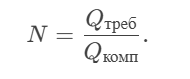 N = Qтреб / Qкомп.